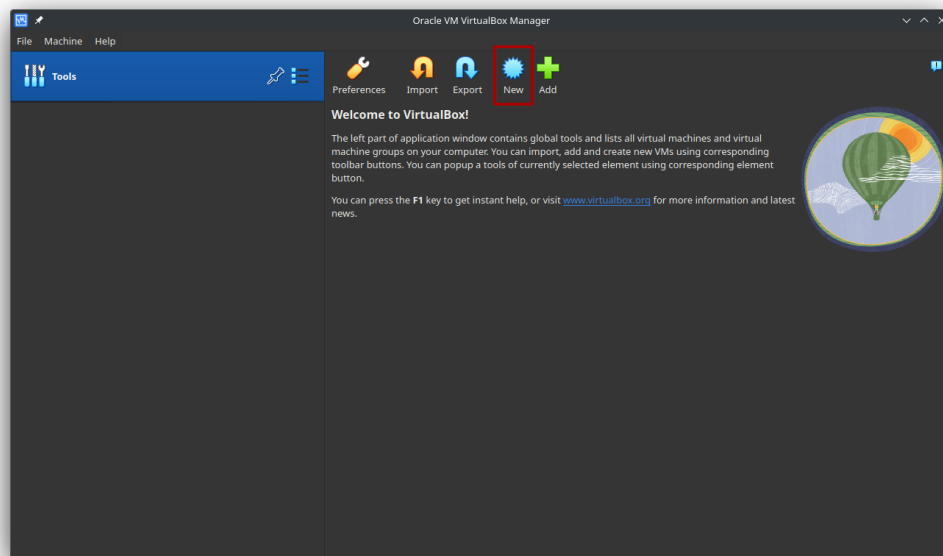 Oracle VM VirtualBox Manager
File Machine Help
Tools
Preferences Import Export New Add
Welcome to VirtualBox!
The left part of application window contains global tools and lists all virtual machines and virtual
machine groups on your computer. You can import, add and create new VMs using corresponding
toolbar buttons. You can popup a tools of currently selected element using corresponding element
button.
You can press the F1 key to get instant help, or visit www.virtualbox.org for more information and latest
news.